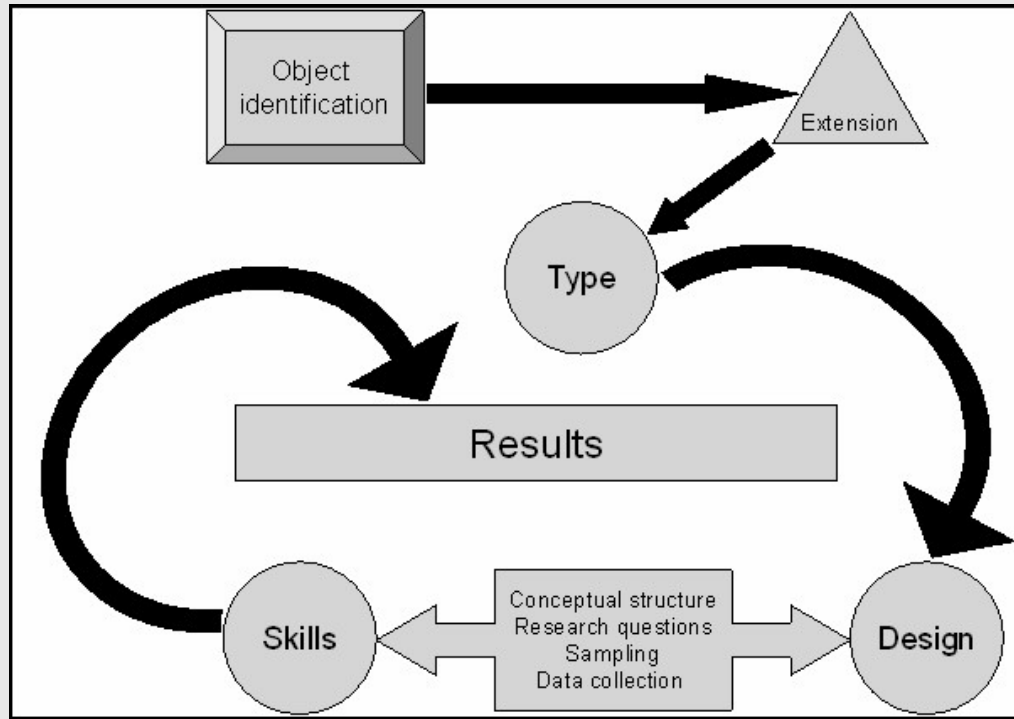 Object
identification
Extension
Type
Results
Skills
Conceptual structure
Research questions
Sampling
Data collection
Design